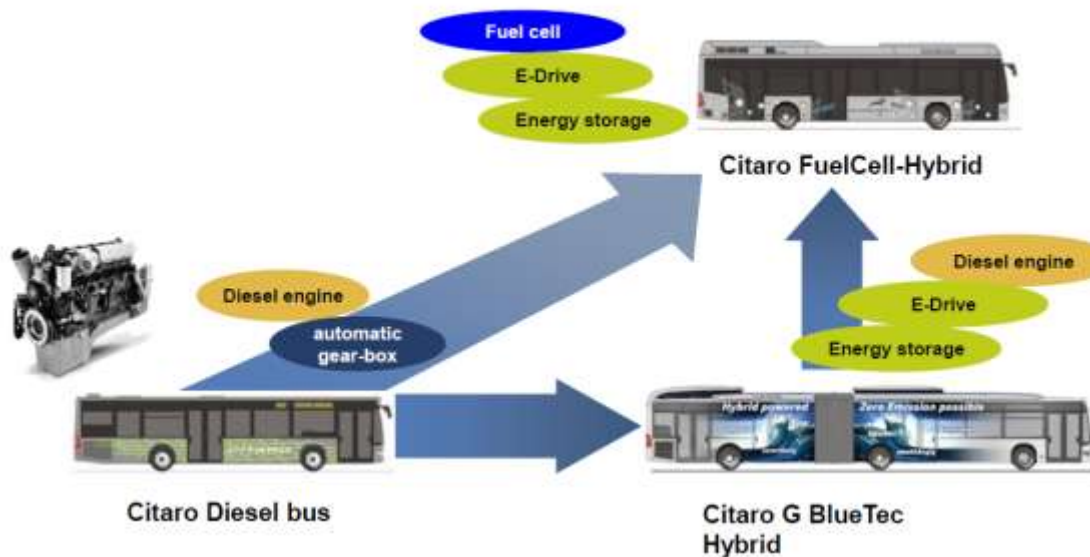 Fuel cell
E-Drive
Energy storage
Citaro FuelCell-Hybrid
Diesel engine
automatic
gear-box
Diesel engine
E-Drive
Energy storage
Hybrid powered
Zero Emission possible
Citaro Diesel bus
Citaro G BlueTec
Hybrid